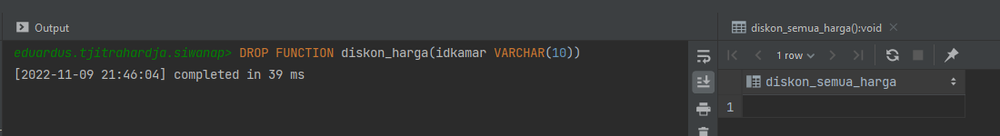 Output
eduardus.tjitrahardja.siwanap> DROP FUNCTION diskon_harga(idkamar VARCHAR(10))
[2022-11-09 21:46:04] completed in 39 ms
diskon_semua_harga():void
1 row
diskon_semua_harga
1